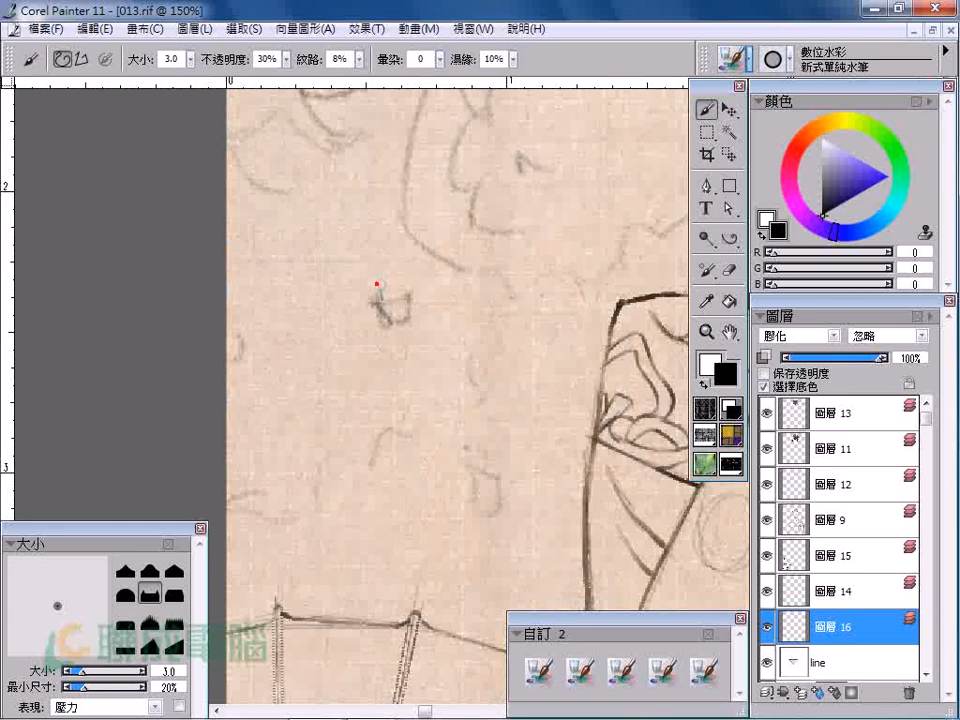 Corel Painter 11 - [013.rif @ 150%]
檔案(F) 編輯(E) 畫布(C) 圖層(L) 選取(S) 向量圖形(A) 效果(T) 動畫(M) 視窗(W) 說明(H)
大小: 3.0 不透明度: 30% 紋路: 8% 暈染: 0 濕緣: 10%
數位水彩
新式單純水筆
0 1
2
3
顏色
R 0
G 0
B 0
圖層
膠化 忽略
100%
保存透明度
選擇底色
圖層 13
圖層 11
圖層 12
圖層 9
圖層 15
圖層 14
圖層 16
line
大小
大小: 3.0
最小尺寸: 20%
表現: 壓力
自訂 2
聯成電腦